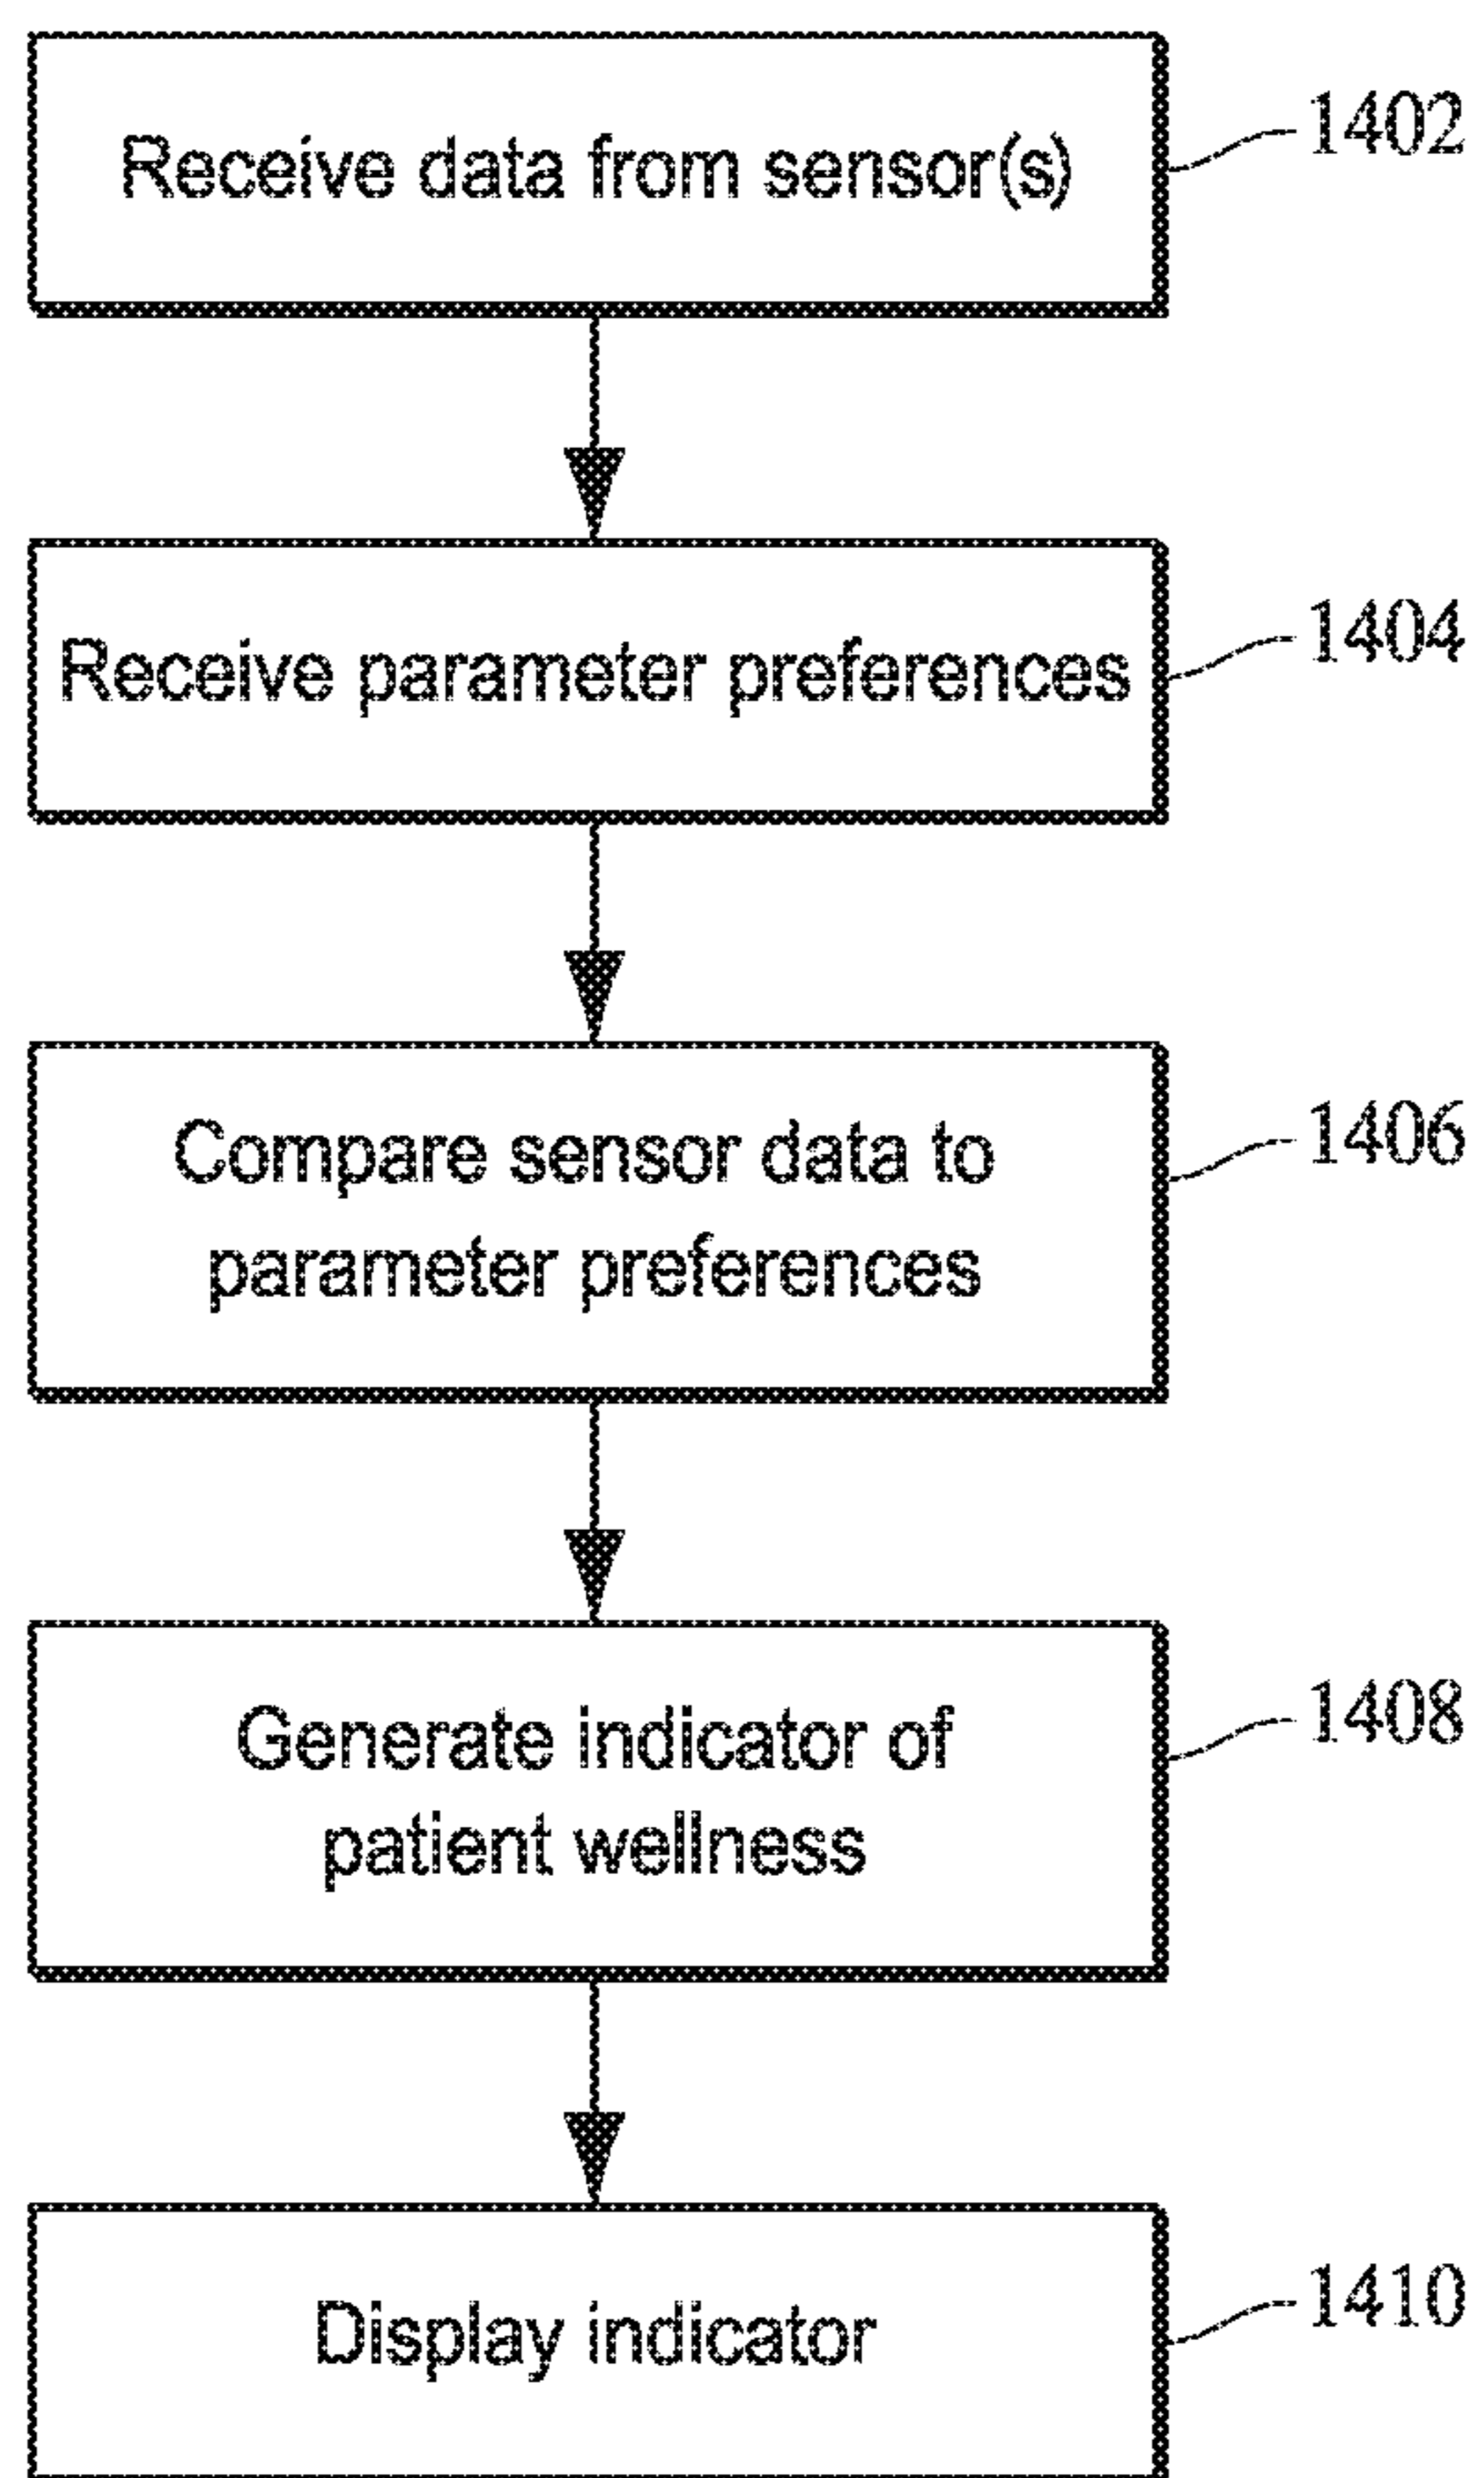 Receive data from sensor(s)
1402
Receive parameter preferences
1404
Compare sensor data to
parameter preferences
1406
Generate indicator of
patient wellness
1408
Display indicator
1410